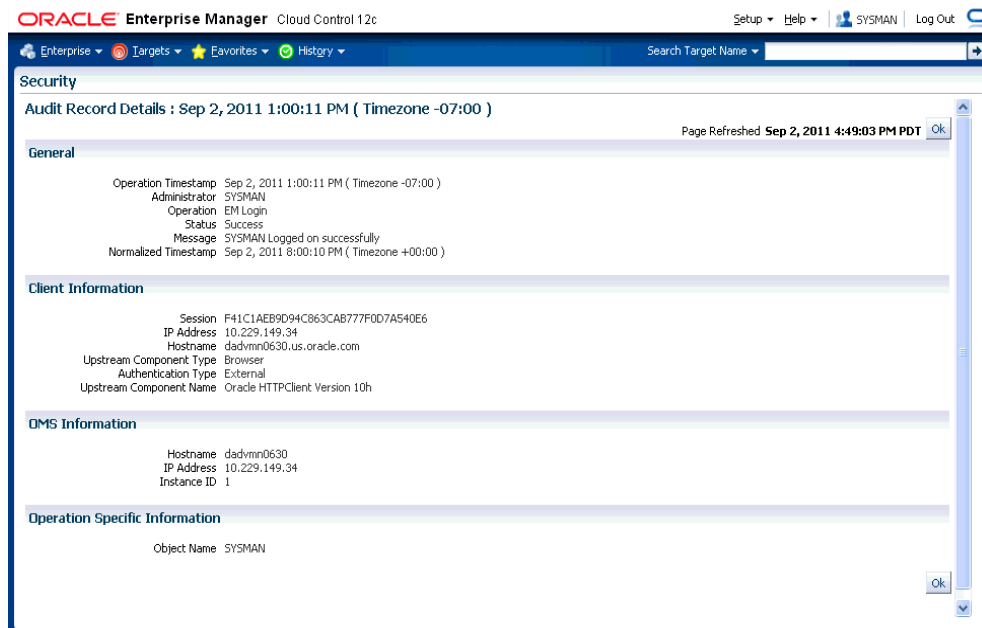 ORACLE Enterprise Manager Cloud Control 12c
Setup Help SYSMAN Log Out
Enterprise Targets Favorites History Search Target Name
Security
Audit Record Details : Sep 2, 2011 1:00:11 PM ( Timezone -07:00 )
Page Refreshed Sep 2, 2011 4:49:03 PM PDT Ok
General
Operation Timestamp Sep 2, 2011 1:00:11 PM ( Timezone -07:00 )
Administrator SYSMAN
Operation EM Login
Status Success
Message SYSMAN Logged on successfully
Normalized Timestamp Sep 2, 2011 8:00:10 PM ( Timezone +00:00 )
Client Information
Session F41C1AEB9D94C863CAB777F0D7A540E6
IP Address 10.229.149.34
Hostname dadvmn0630.us.oracle.com
Upstream Component Type Browser
Authentication Type External
Upstream Component Name Oracle HTTPClient Version 10h
OMS Information
Hostname dadvmn0630
IP Address 10.229.149.34
Instance ID 1
Operation Specific Information
Object Name SYSMAN
Ok